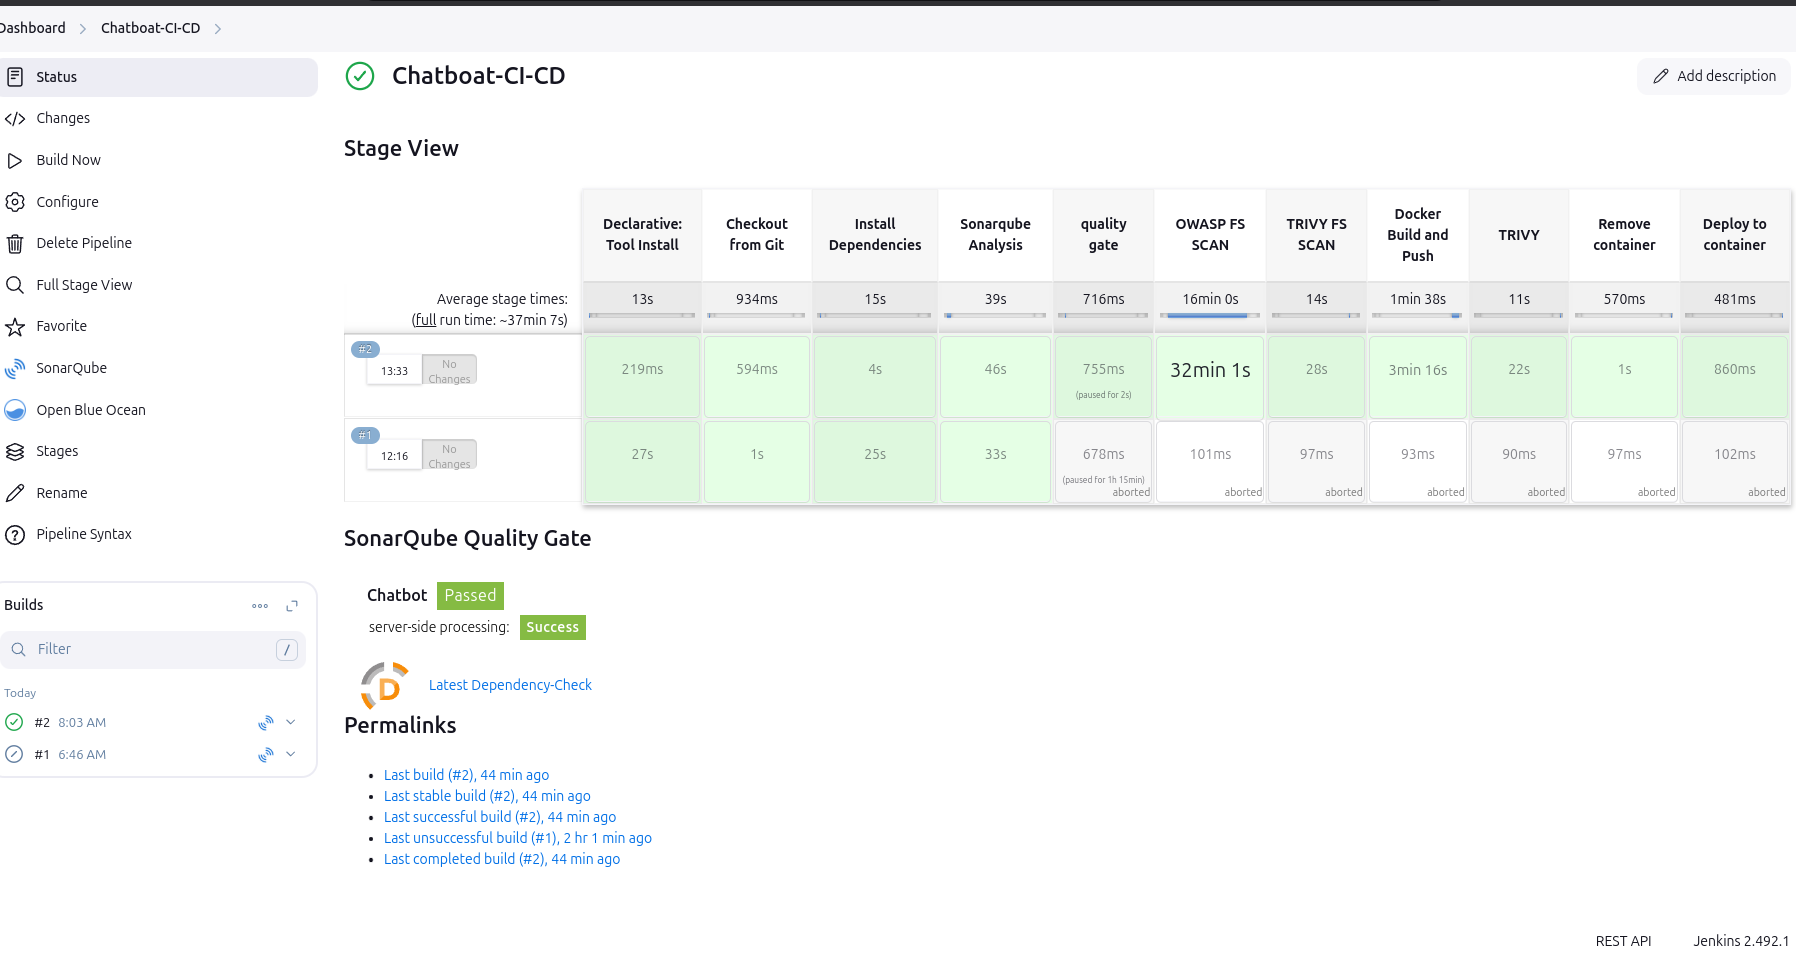 Dashboard
Chatboat-CI-CD
Status
Changes
Build Now
Configure
Delete Pipeline
Full Stage View
Favorite
SonarQube
Open Blue Ocean
Stages
Rename
Pipeline Syntax
Builds
Filter
/
Today
#2 8:03 AM
#1 6:46 AM
Chatboat-CI-CD
Add description
Stage View
Declarative: Tool Install
Checkout from Git
Install Dependencies
Sonarqube Analysis
quality gate
OWASP FS SCAN
TRIVY FS SCAN
Docker Build and Push
TRIVY
Remove container
Deploy to container
Average stage times:
(full run time: ~37min 7s)
13s 934ms 15s 39s 716ms 16min 0s 14s 1min 38s 11s 570ms 481ms
#2
13:33
No Changes
219ms 594ms 4s 46s 755ms 32min 1s 28s 3min 16s 22s 1s 860ms
(paused for 2s)
#1
12:16
No Changes
27s 1s 25s 33s 678ms 101ms 97ms 93ms 90ms 97ms 102ms
(paused for 1h 15min)
aborted aborted aborted aborted aborted aborted aborted
SonarQube Quality Gate
Chatbot Passed
server-side processing: Success
D
Latest Dependency-Check
Permalinks
Last build (#2), 44 min ago
Last stable build (#2), 44 min ago
Last successful build (#2), 44 min ago
Last unsuccessful build (#1), 2 hr 1 min ago
Last completed build (#2), 44 min ago
REST API
Jenkins 2.492.1